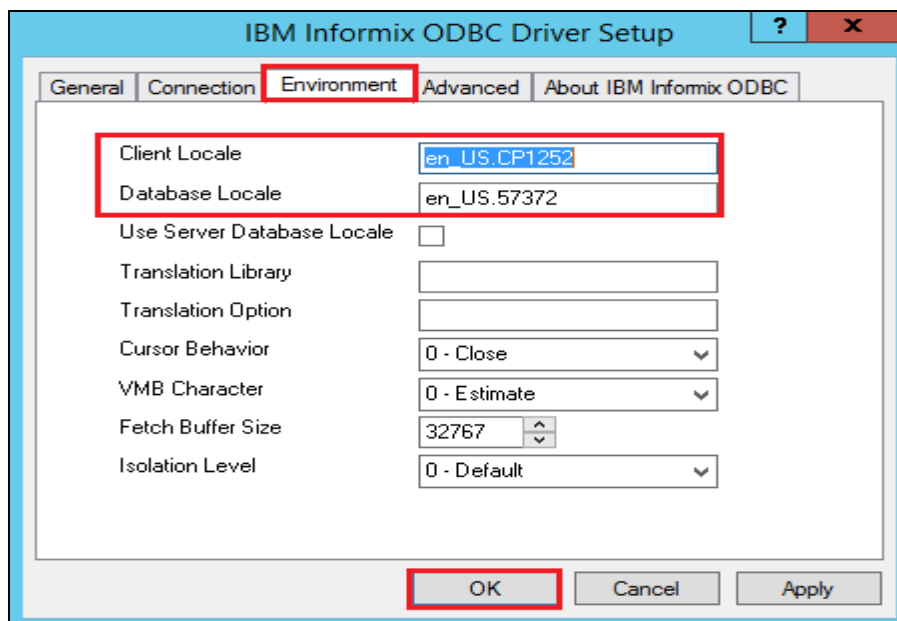 IBM Informix ODBC Driver Setup ? x
General Connection Environment Advanced About IBM Informix ODBC
Client Locale en_US.CP1252
Database Locale en_US.57372
Use Server Database Locale
Translation Library
Translation Option
Cursor Behavior 0 - Close
VMB Character 0 - Estimate
Fetch Buffer Size 32767
Isolation Level 0 - Default
OK Cancel Apply